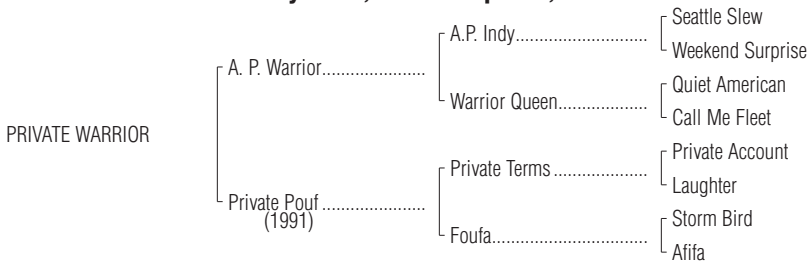 Seattle Slew
A.P. Indy
Weekend Surprise
A. P. Warrior
Quiet American
Warrior Queen
Call Me Fleet
PRIVATE WARRIOR
Private Account
Private Terms
Laughter
Private Pouf
(1991)
Storm Bird
Foufa
Afifa